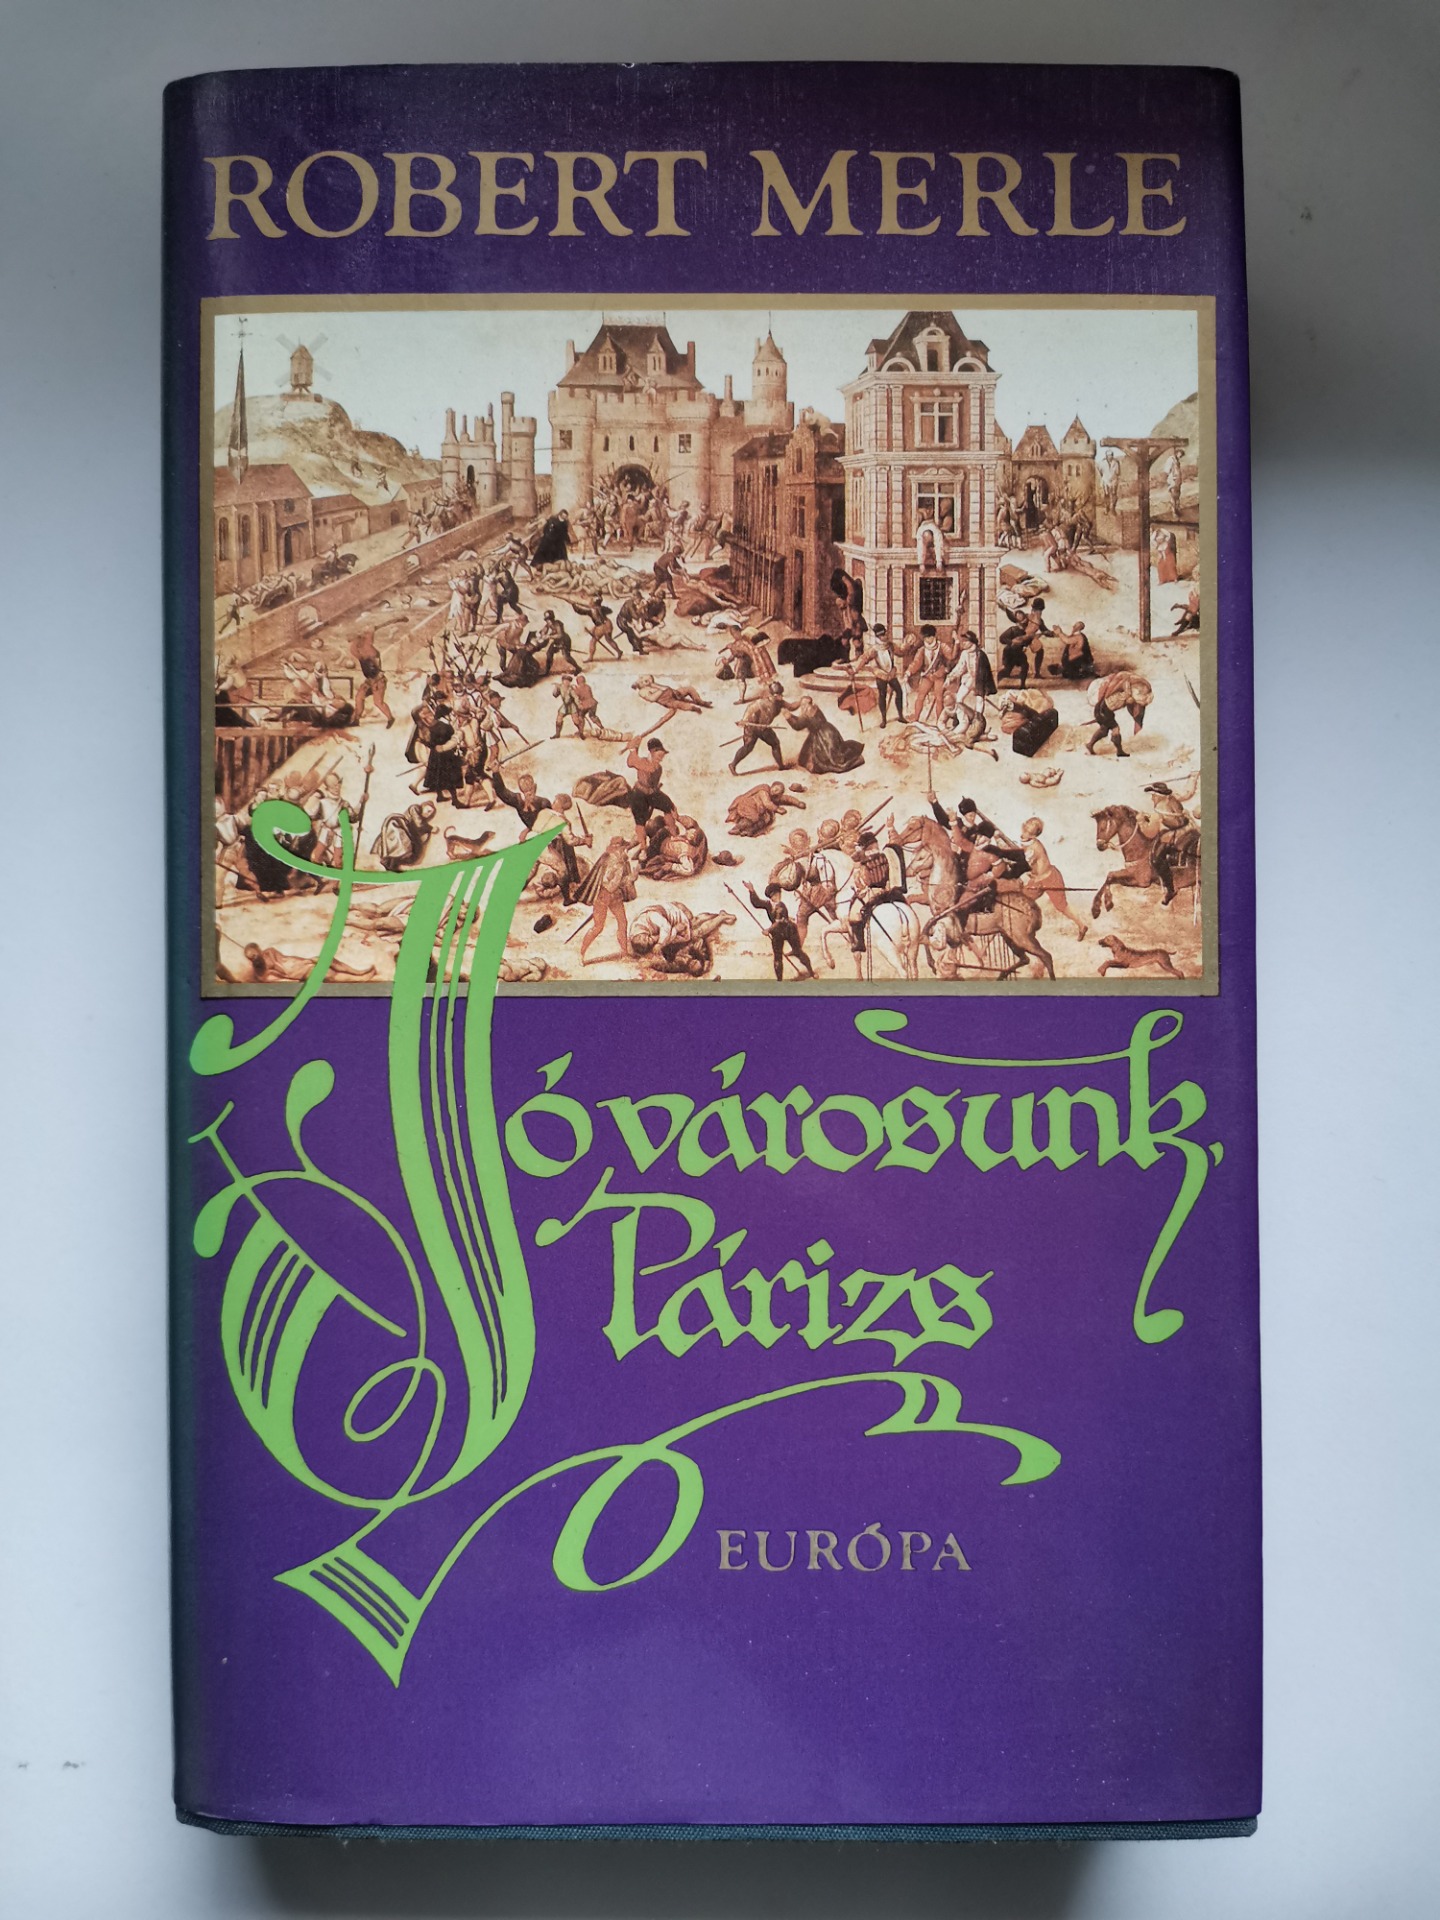 ROBERT MERLE
Jó városunk,
Párizs
EURÓPA